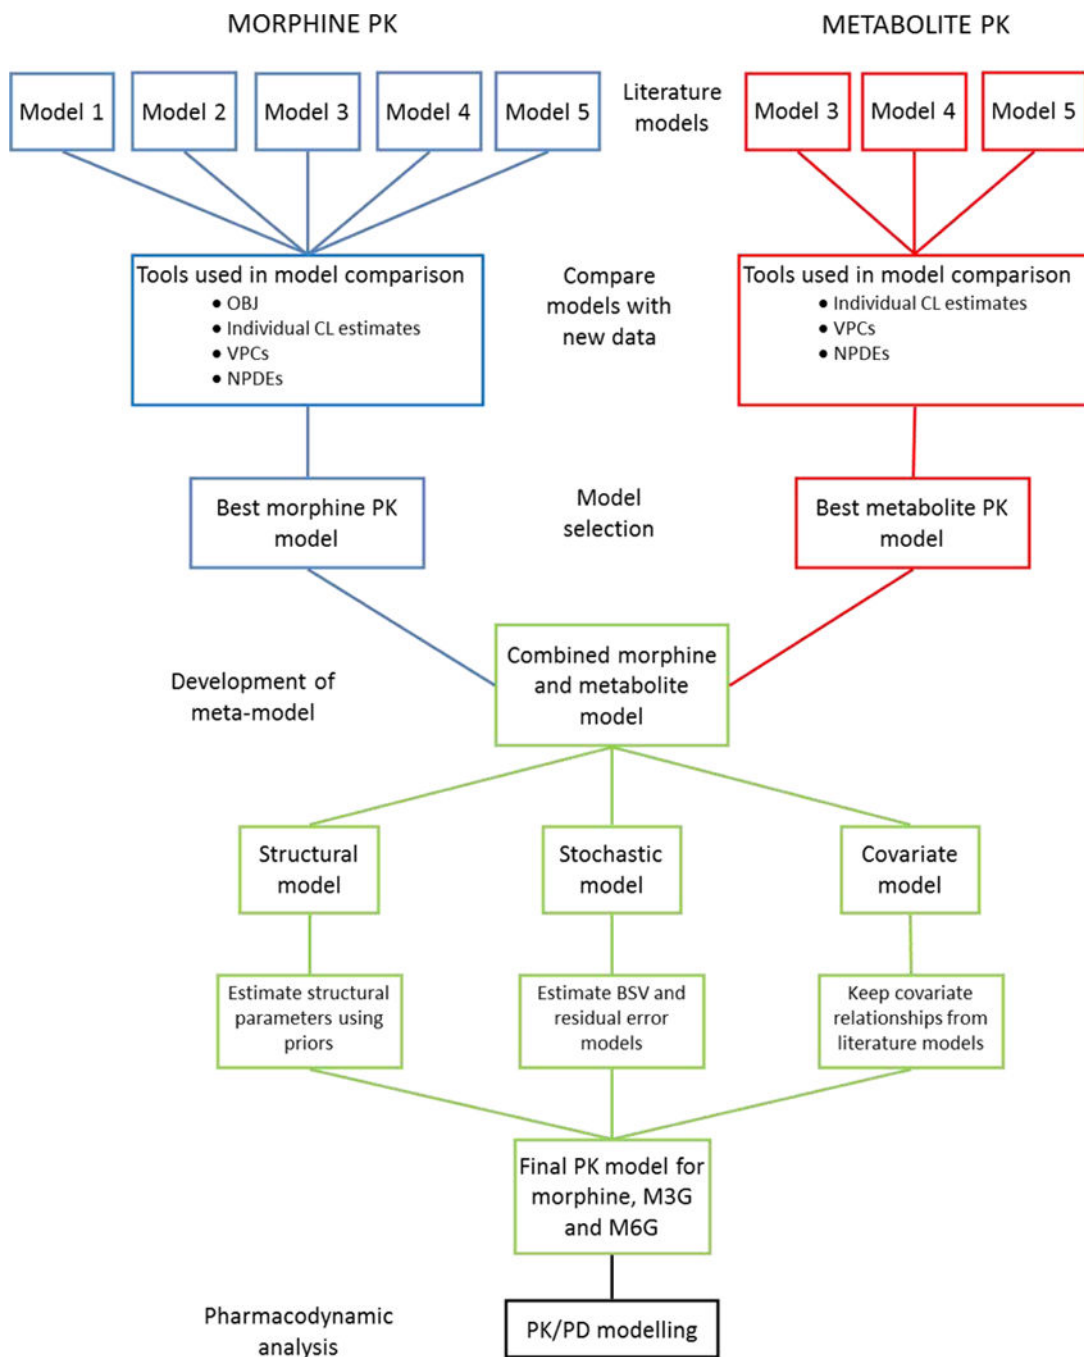 MORPHINE PK
METABOLITE PK
Model 1
Model 2
Model 3
Model 4
Model 5
Literature
models
Model 3
Model 4
Model 5
Tools used in model comparison
• OBJ
• Individual CL estimates
• VPCs
• NPDEs
Compare
models with
new data
Tools used in model comparison
• Individual CL estimates
• VPCs
• NPDEs
Best morphine PK
model
Model
selection
Best metabolite PK
model
Development of
meta-model
Combined morphine
and metabolite
model
Structural
model
Stochastic
model
Covariate
model
Estimate structural
parameters using
priors
Estimate BSV and
residual error
models
Keep covariate
relationships from
literature models
Final PK model for
morphine, M3G
and M6G
Pharmacodynamic
analysis
PK/PD modelling